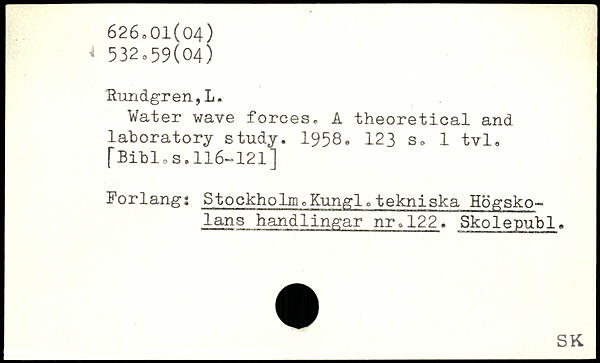 626.01(04)
532.59(04)
Rundgren,L.
Water wave forces. A theoretical and
laboratory study. 1958. 123 s. 1 tvl.
[Bibl.s.116-121]
Forlang: Stockholm.Kungl.tekniska Högsko-
lans handlingar nr.122. Skolepubl.
SK